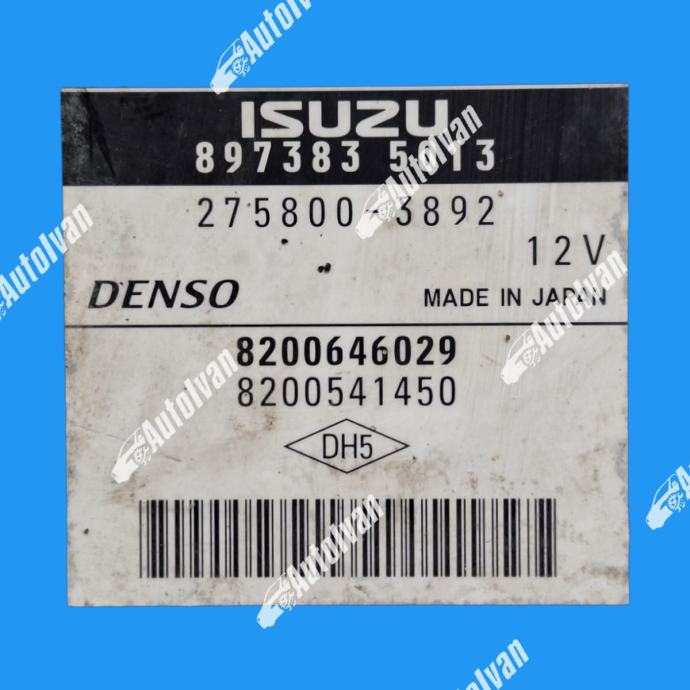 AutoIvan
AutoIvan
ISUZU
897383 5013
275800-3892
12V
DENSO
MADE IN JAPAN
8200646029
8200541450
DH5
AutoIvan
AutoIvan
AutoIvan
AutoIvan
AutoIvan
AutoIvan
AutoIvan